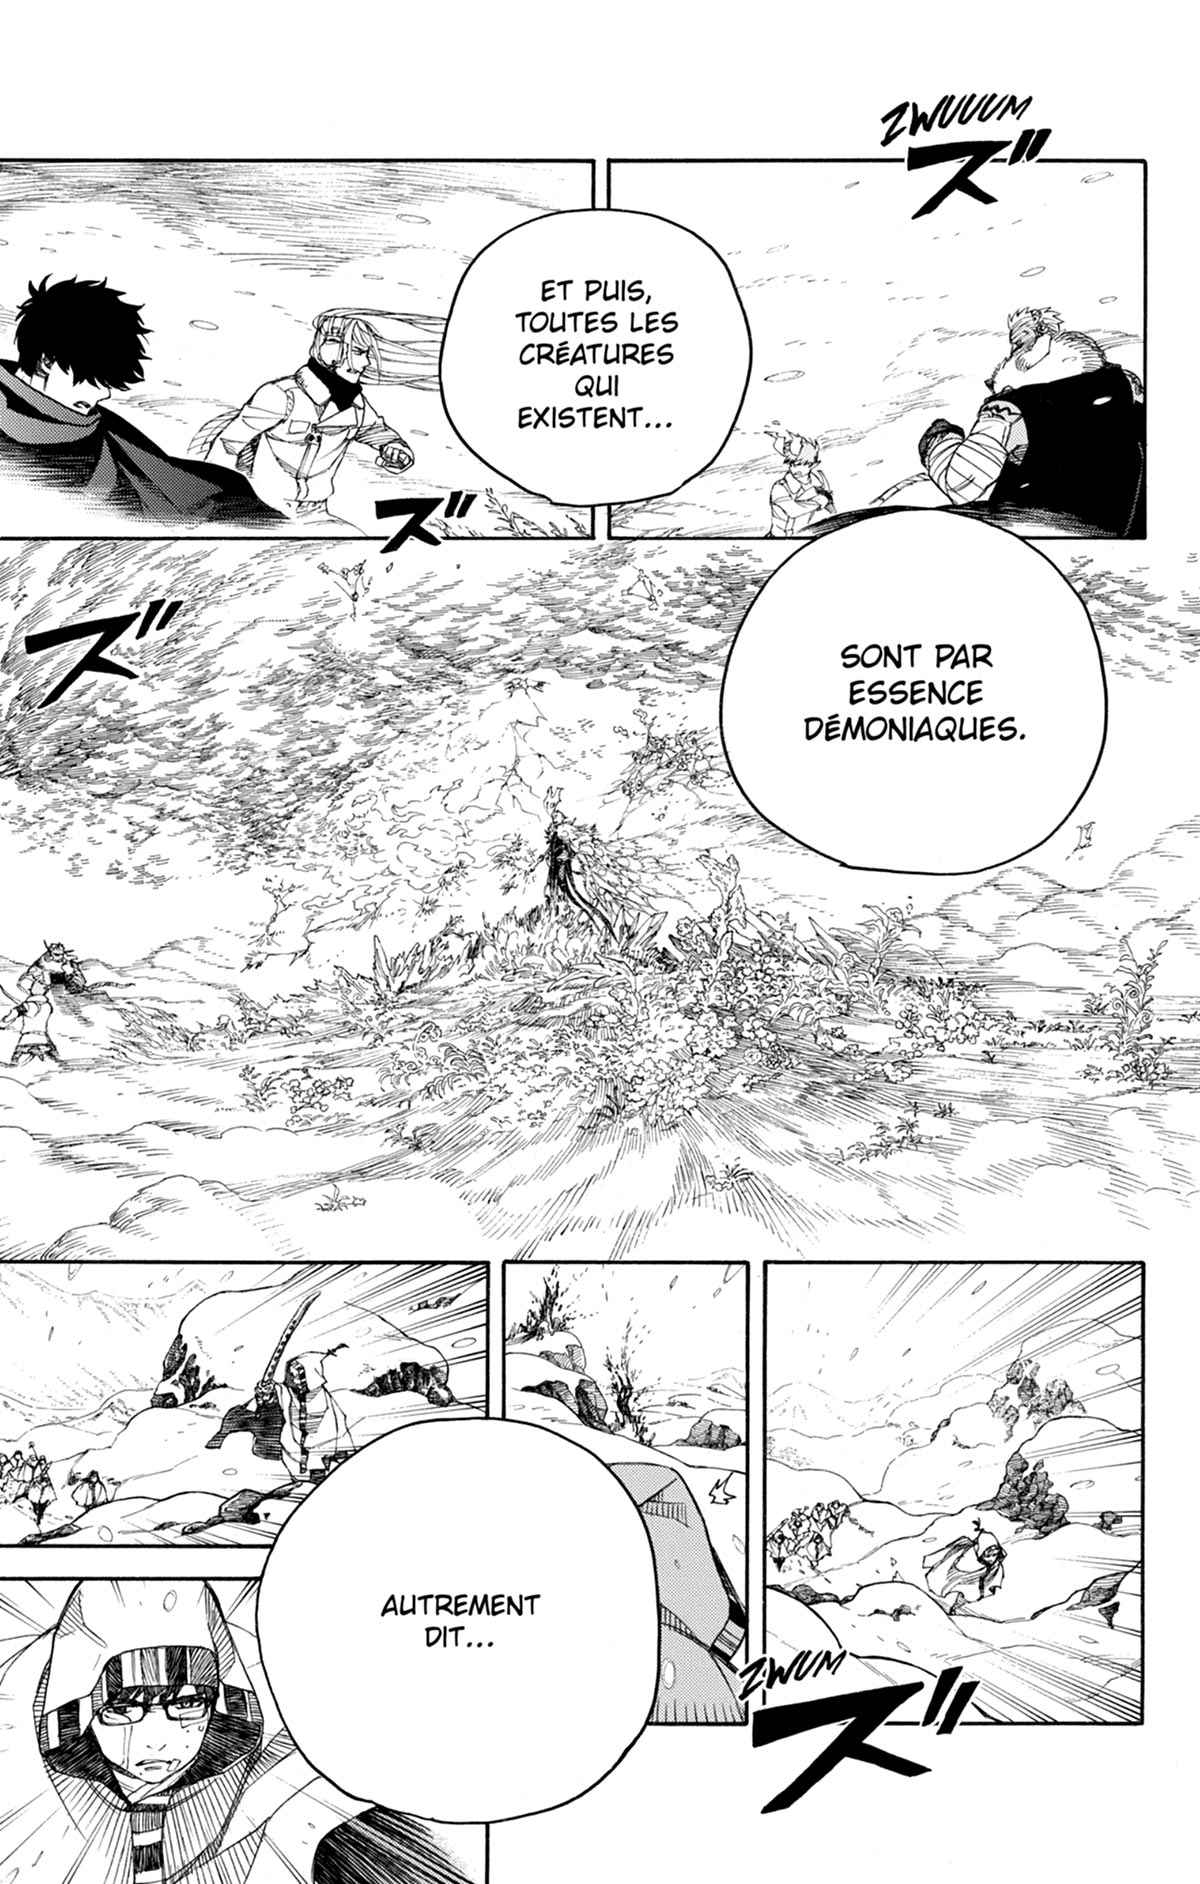 ZWUUUM
ズ"
ET PUIS,
TOUTES LES
CRÉATURES
QUI
EXISTENT...
ズ"
SONT PAR
ESSENCE
DÉMONIAQUES.
ズ"
AUTREMENT
DIT...
ZWUM
ズ"